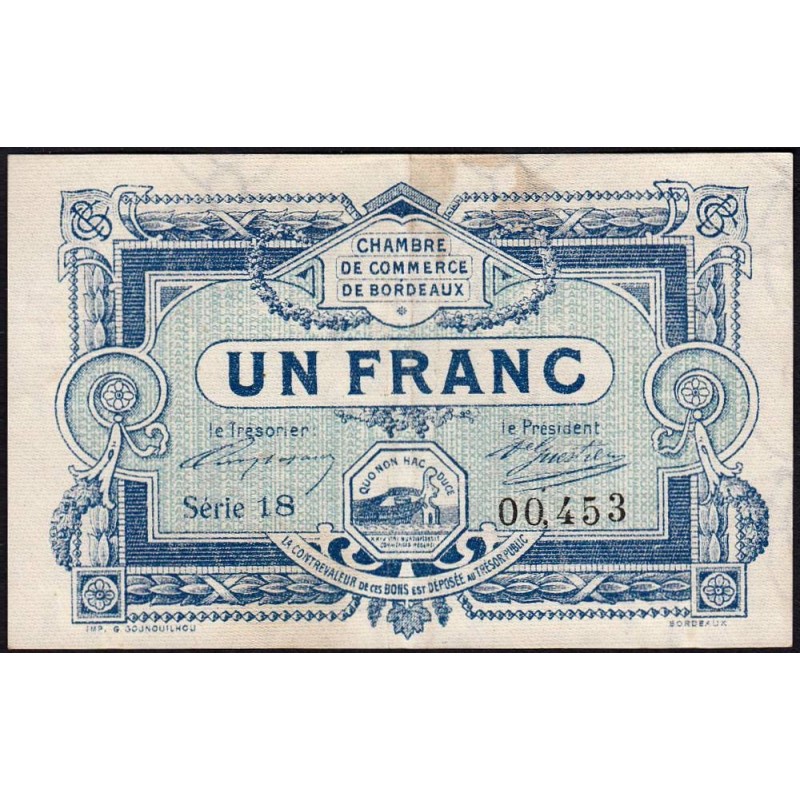 CHAMBRE
DE COMMERCE
DE BORDEAUX
UN FRANC
le Trésorier:
le Président
QUO NON HAC DUCE
Série 18
00,453
LA CONTREVALEUR DE CES BONS EST DÉPOSÉE AU TRÉSOR PUBLIC
IMP. G. GOUNOUILHOU
BORDEAUX